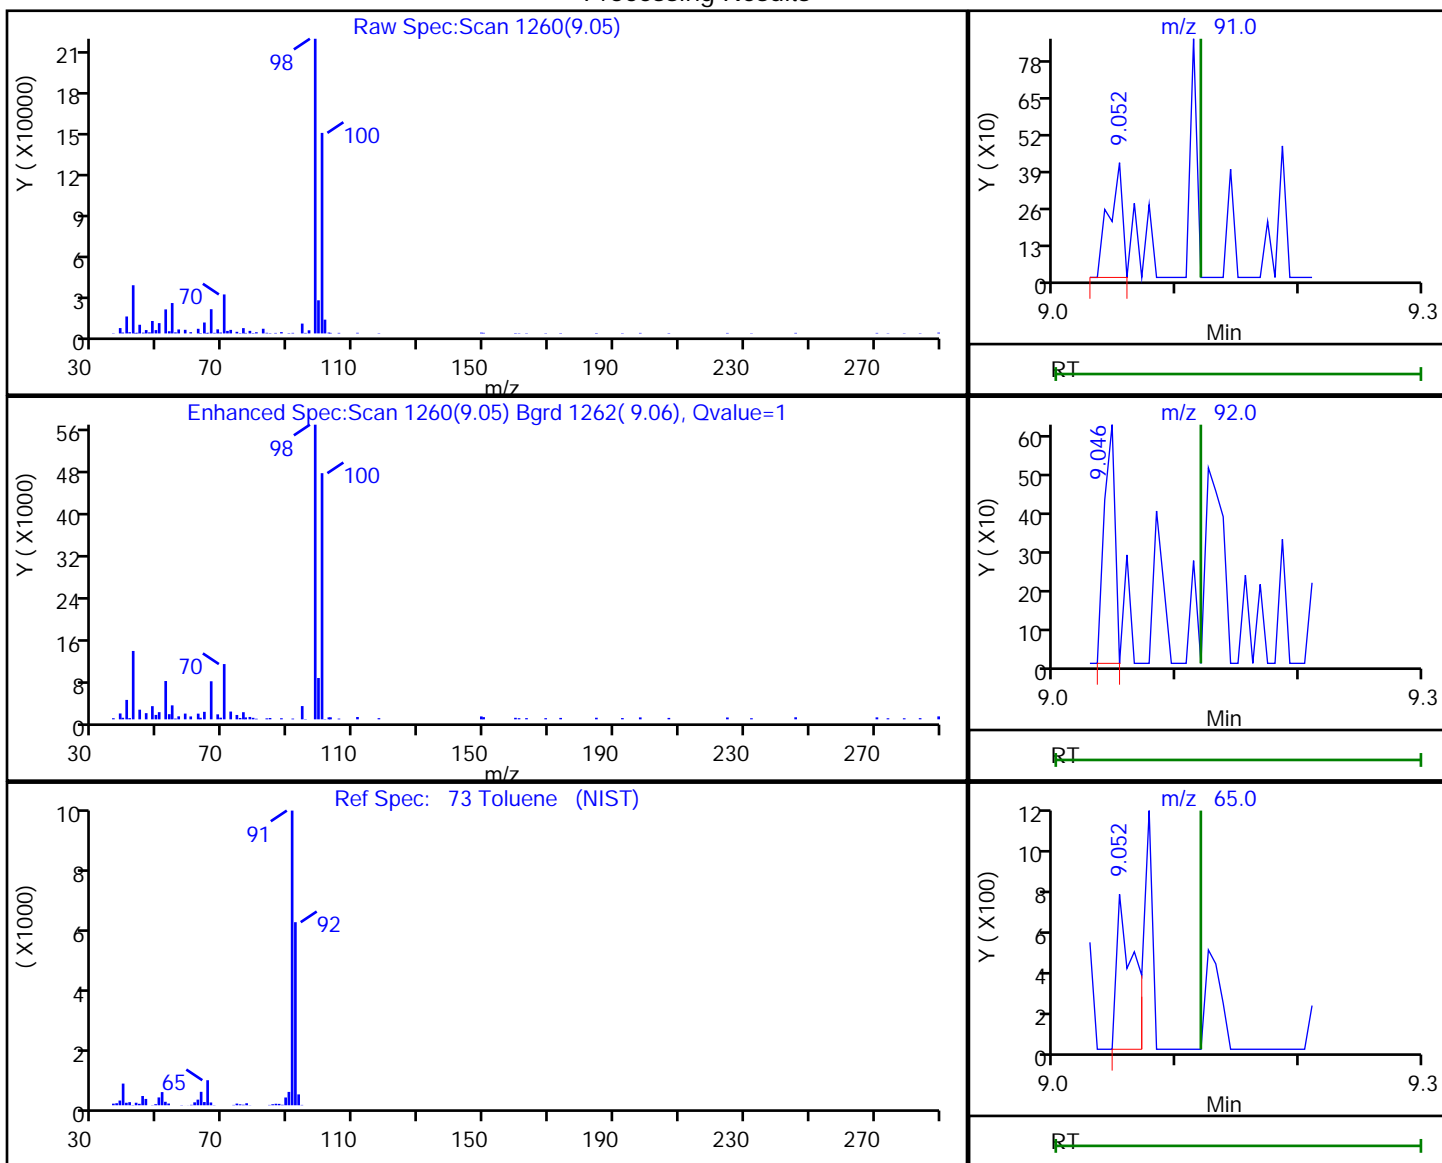 Processing Results
Raw Spec:Scan 1260(9.05)
Y ( X10000)
21
18
15
12
9
6
3
0
98
100
70
30 70 110 150 190 230 270
m/z
m/z 91.0
Y ( X10)
78
65
52
39
26
13
0
9.052
9.0 9.3
Min
RT
Enhanced Spec:Scan 1260(9.05) Bgrd 1262( 9.06), Qvalue=1
Y ( X1000)
56
48
40
32
24
16
8
0
98
100
70
30 70 110 150 190 230 270
m/z
m/z 92.0
Y ( X10)
60
50
40
30
20
10
0
9.046
9.0 9.3
Min
RT
Ref Spec: 73 Toluene (NIST)
( X1000)
10
8
6
4
2
0
91
92
65
30 70 110 150 190 230 270
m/z 65.0
Y ( X100)
12
10
8
6
4
2
0
9.052
9.0 9.3
Min
RT